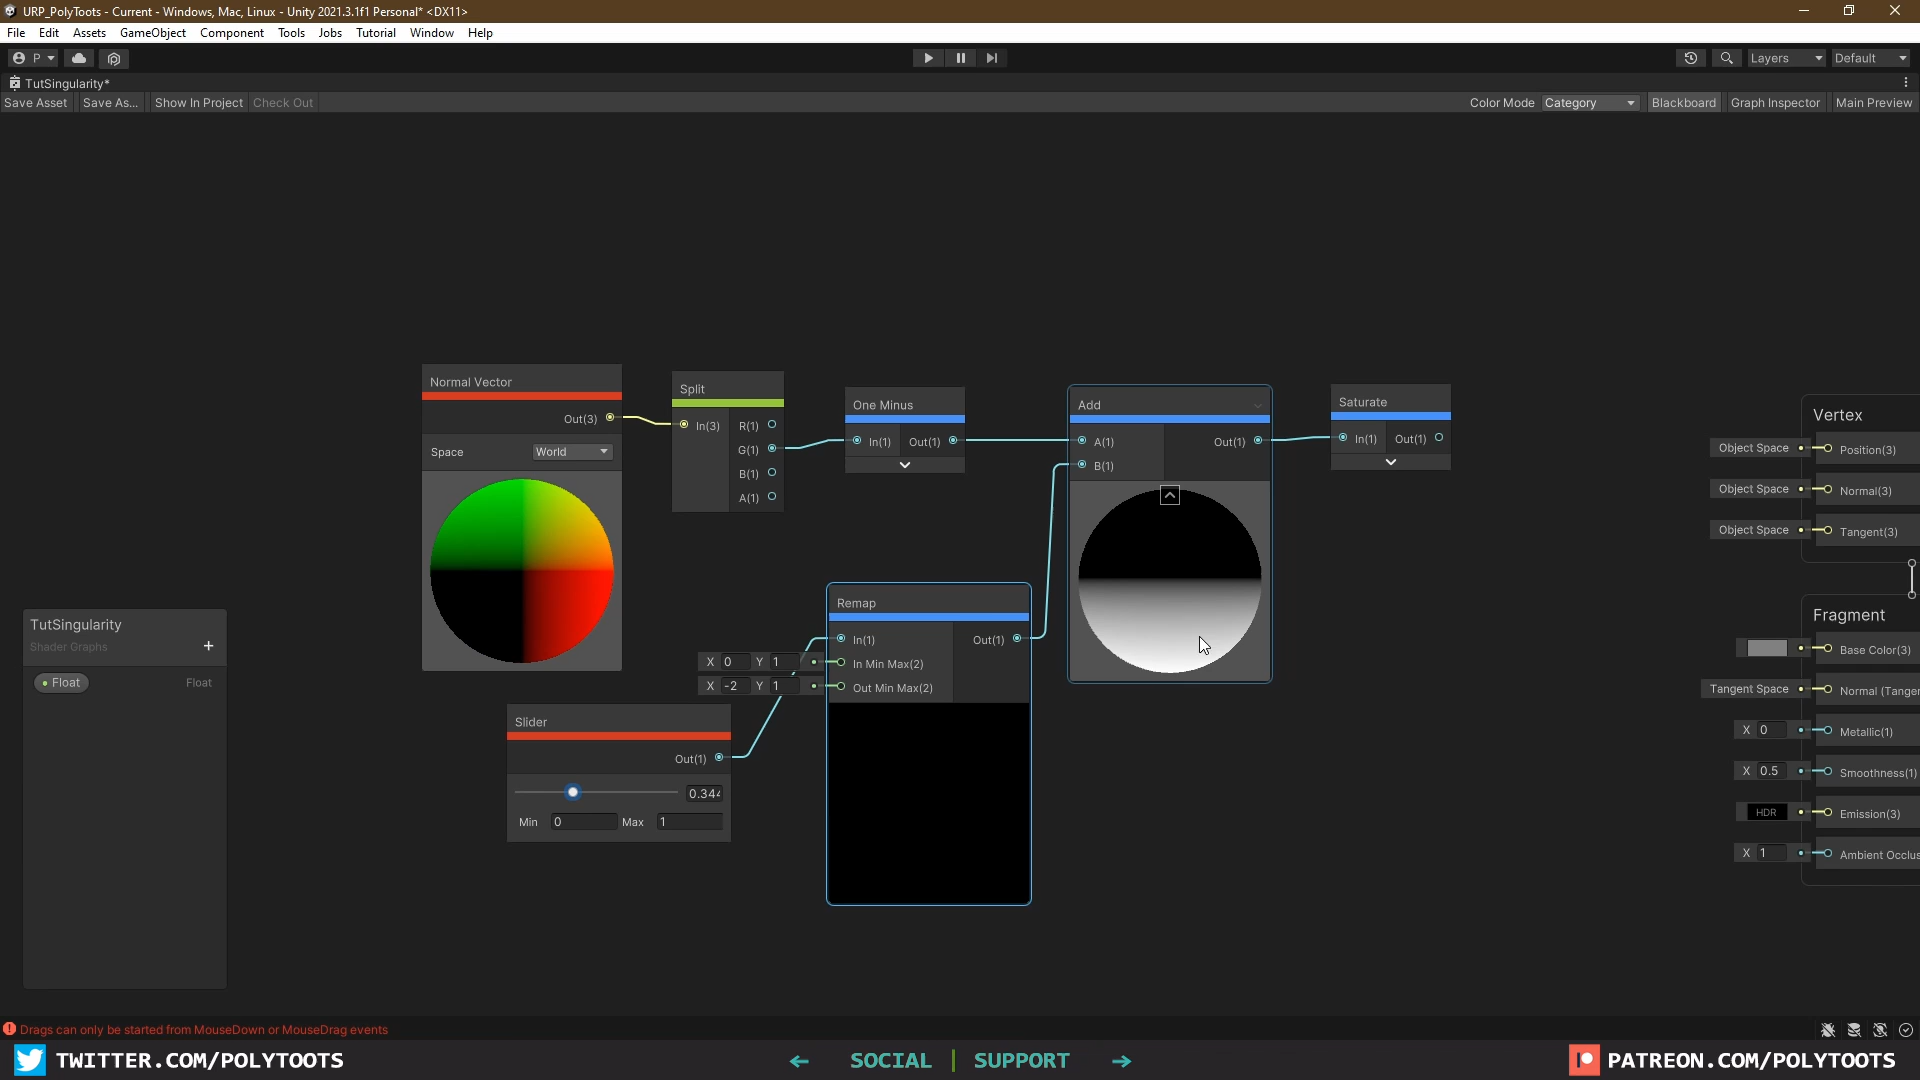 URP_PolyToots - Current - Windows, Mac, Linux - Unity 2021.3.1f1 Personal* <DX11>
File Edit Assets GameObject Component Tools Jobs Tutorial Window Help
P Layers Default
TutSingularity*
Save Asset Save As... Show In Project Check Out Color Mode Category Blackboard Graph Inspector Main Preview
Normal Vector
Out(3)
Space World
Split
In(3) R(1)
G(1)
B(1)
A(1)
One Minus
In(1) Out(1)
Add
A(1) Out(1)
B(1)
Saturate
In(1) Out(1)
Remap
In(1) Out(1)
X 0 Y 1 In Min Max(2)
X -2 Y 1 Out Min Max(2)
Slider
Out(1)
0.344
Min 0 Max 1
TutSingularity
Shader Graphs +
Float Float
Vertex
Object Space Position(3)
Object Space Normal(3)
Object Space Tangent(3)
Fragment
Base Color(3)
Tangent Space Normal (Tanger
X 0 Metallic(1)
X 0.5 Smoothness(1)
HDR Emission(3)
X 1 Ambient Occlus
Drags can only be started from MouseDown or MouseDrag events
TWITTER.COM/POLYTOOTS ← SOCIAL | SUPPORT → PATREON.COM/POLYTOOTS